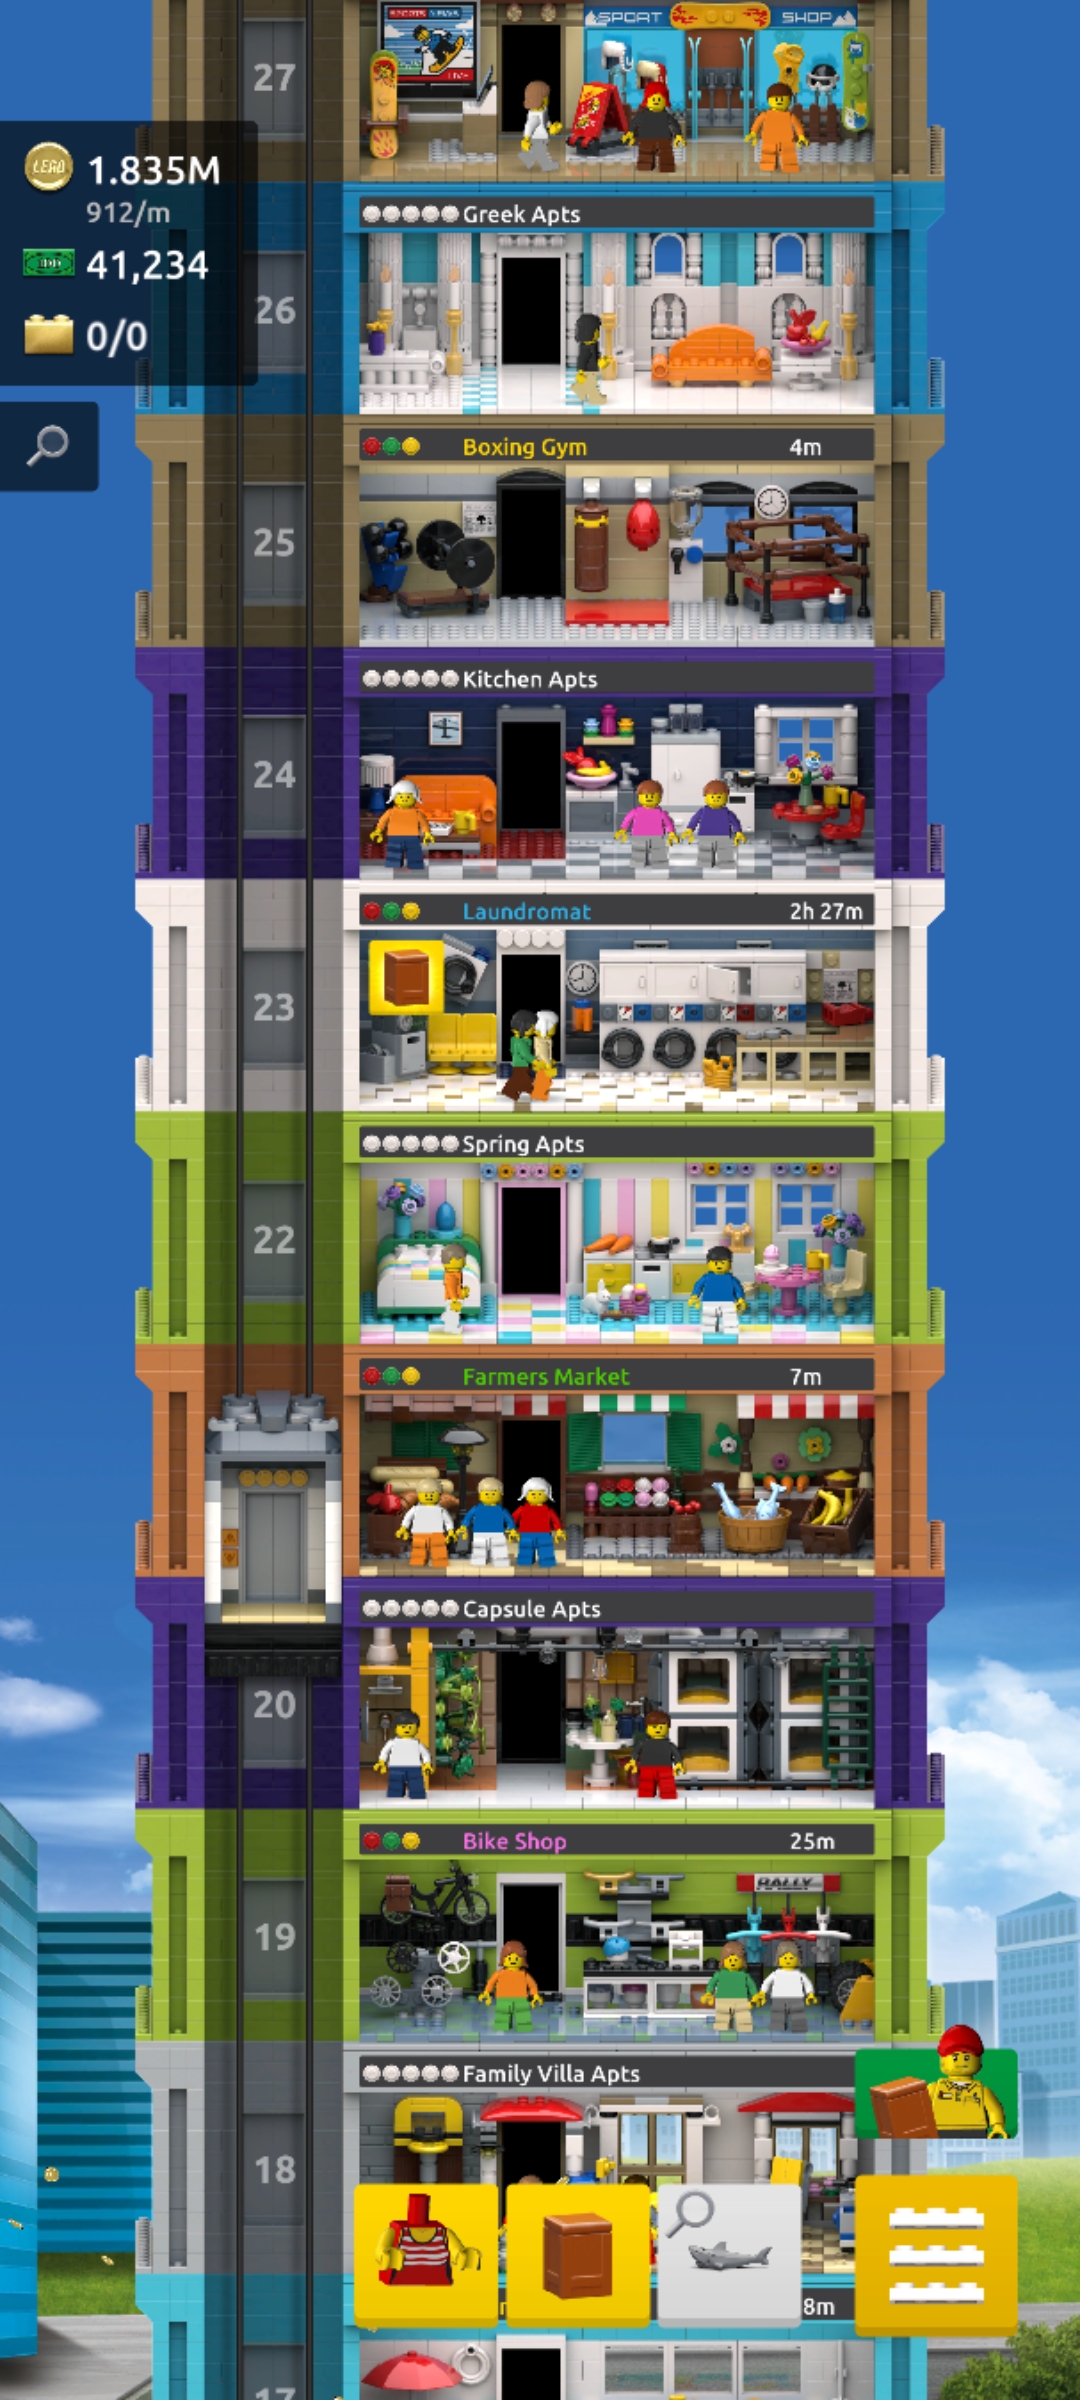 SPORT SHOP
27
LEGO 1.835M
912/m
41,234
0/0
Greek Apts
26
Boxing Gym 4m
25
Kitchen Apts
24
Laundromat 2h 27m
23
Spring Apts
22
Farmers Market 7m
Capsule Apts
20
Bike Shop 25m
RALLY
19
Family Villa Apts
18
8m
17